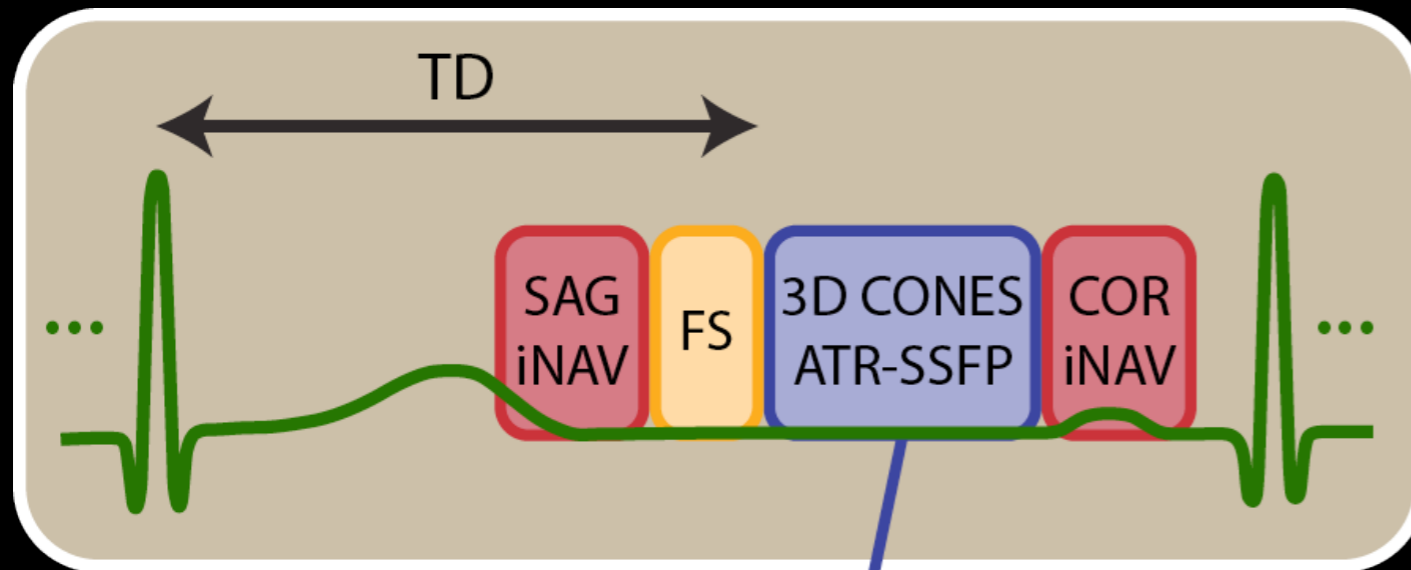 TD
SAG
iNAV
FS
3D CONES
ATR-SSFP
COR
iNAV